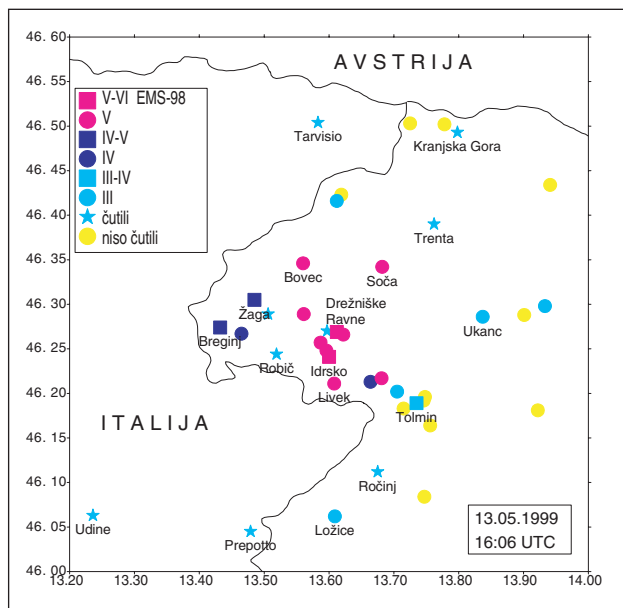 46. 60
46. 55
46. 50
46. 45
46. 40
46. 35
46. 30
46. 25
46. 20
46. 15
46. 10
46. 05
46. 00
13.20
13.30
13.40
13.50
13.60
13.70
13.80
13.90
14.00
AVSTRIJA
V-VI EMS-98
V
IV-V
IV
III-IV
III
čutili
niso čutili
Tarvisio
Kranjska Gora
Trenta
Bovec
Soča
Drežniške
Ravne
Žaga
Ukanc
Breginj
Robič
Idrsko
Livek
Tolmin
ITALIJA
Ročinj
Udine
Prepotto
Ložice
13.05.1999
16:06 UTC